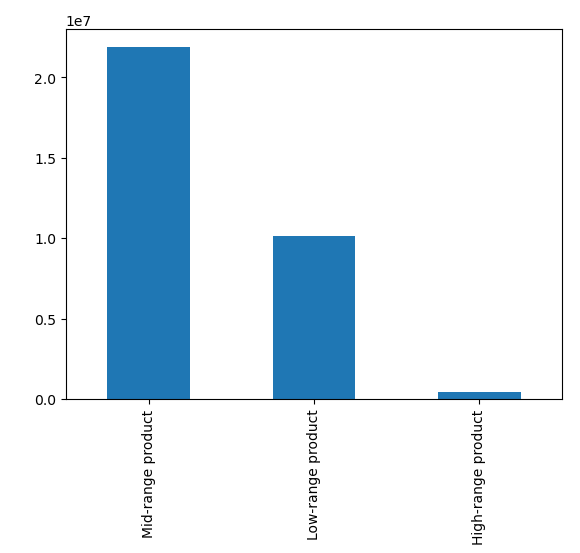 1e7
2.0
1.5
1.0
0.5
0.0
Mid-range product
Low-range product
High-range product